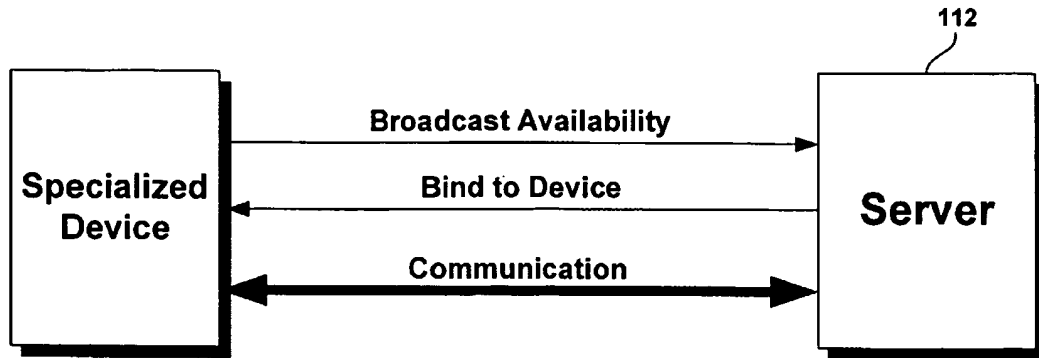 112
Broadcast Availability
Specialized
Device
Bind to Device
Server
Communication